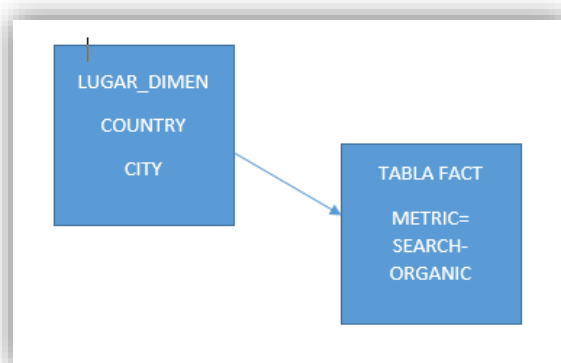 LUGAR_DIMEN
COUNTRY
CITY
TABLA FACT
METRIC=
SEARCH-
ORGANIC